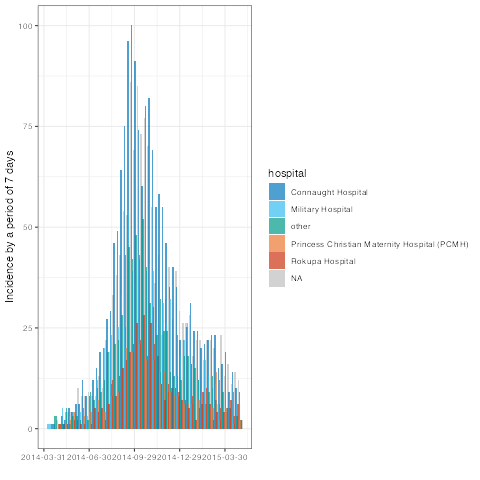 100
75
50
25
0
Incidence by a period of 7 days
2014-03-31 2014-06-30 2014-09-29 2014-12-29 2015-03-30
hospital
Connaught Hospital
Military Hospital
other
Princess Christian Maternity Hospital (PCMH)
Rokupa Hospital
NA